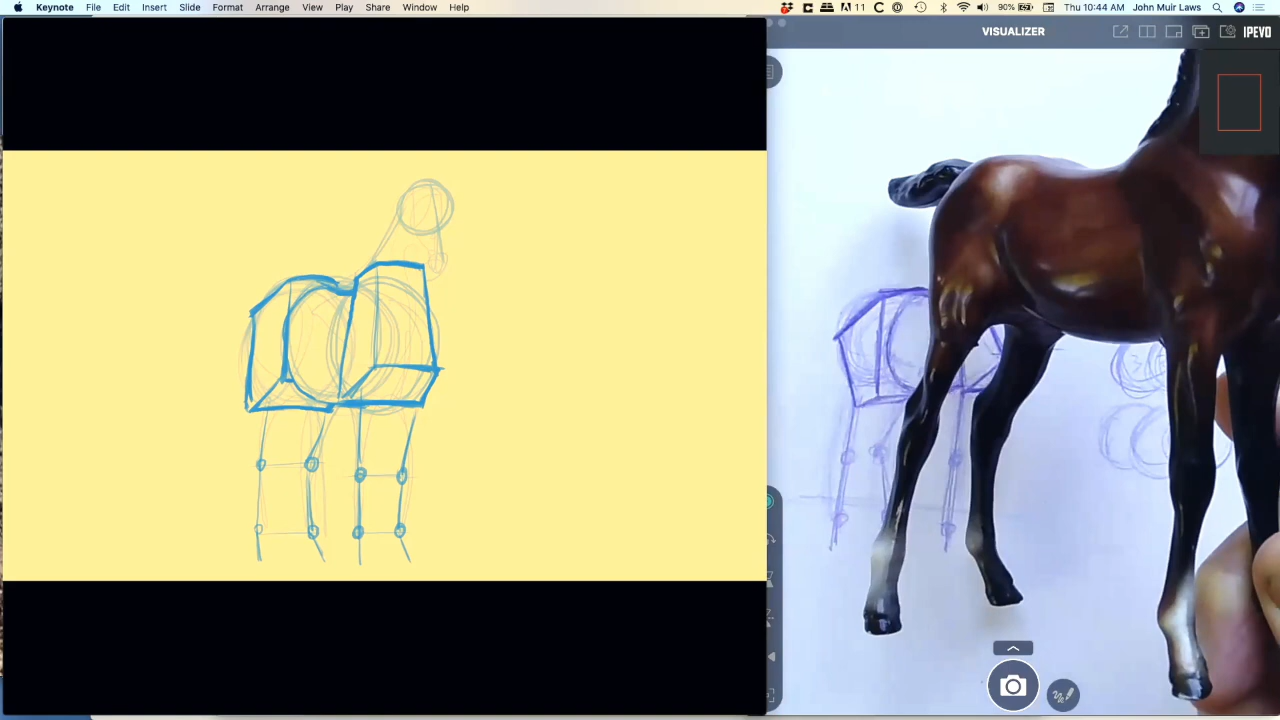 Keynote File Edit Insert Slide Format Arrange View Play Share Window Help 11 90% Thu 10:44 AM John Muir Laws
VISUALIZER IPEVO